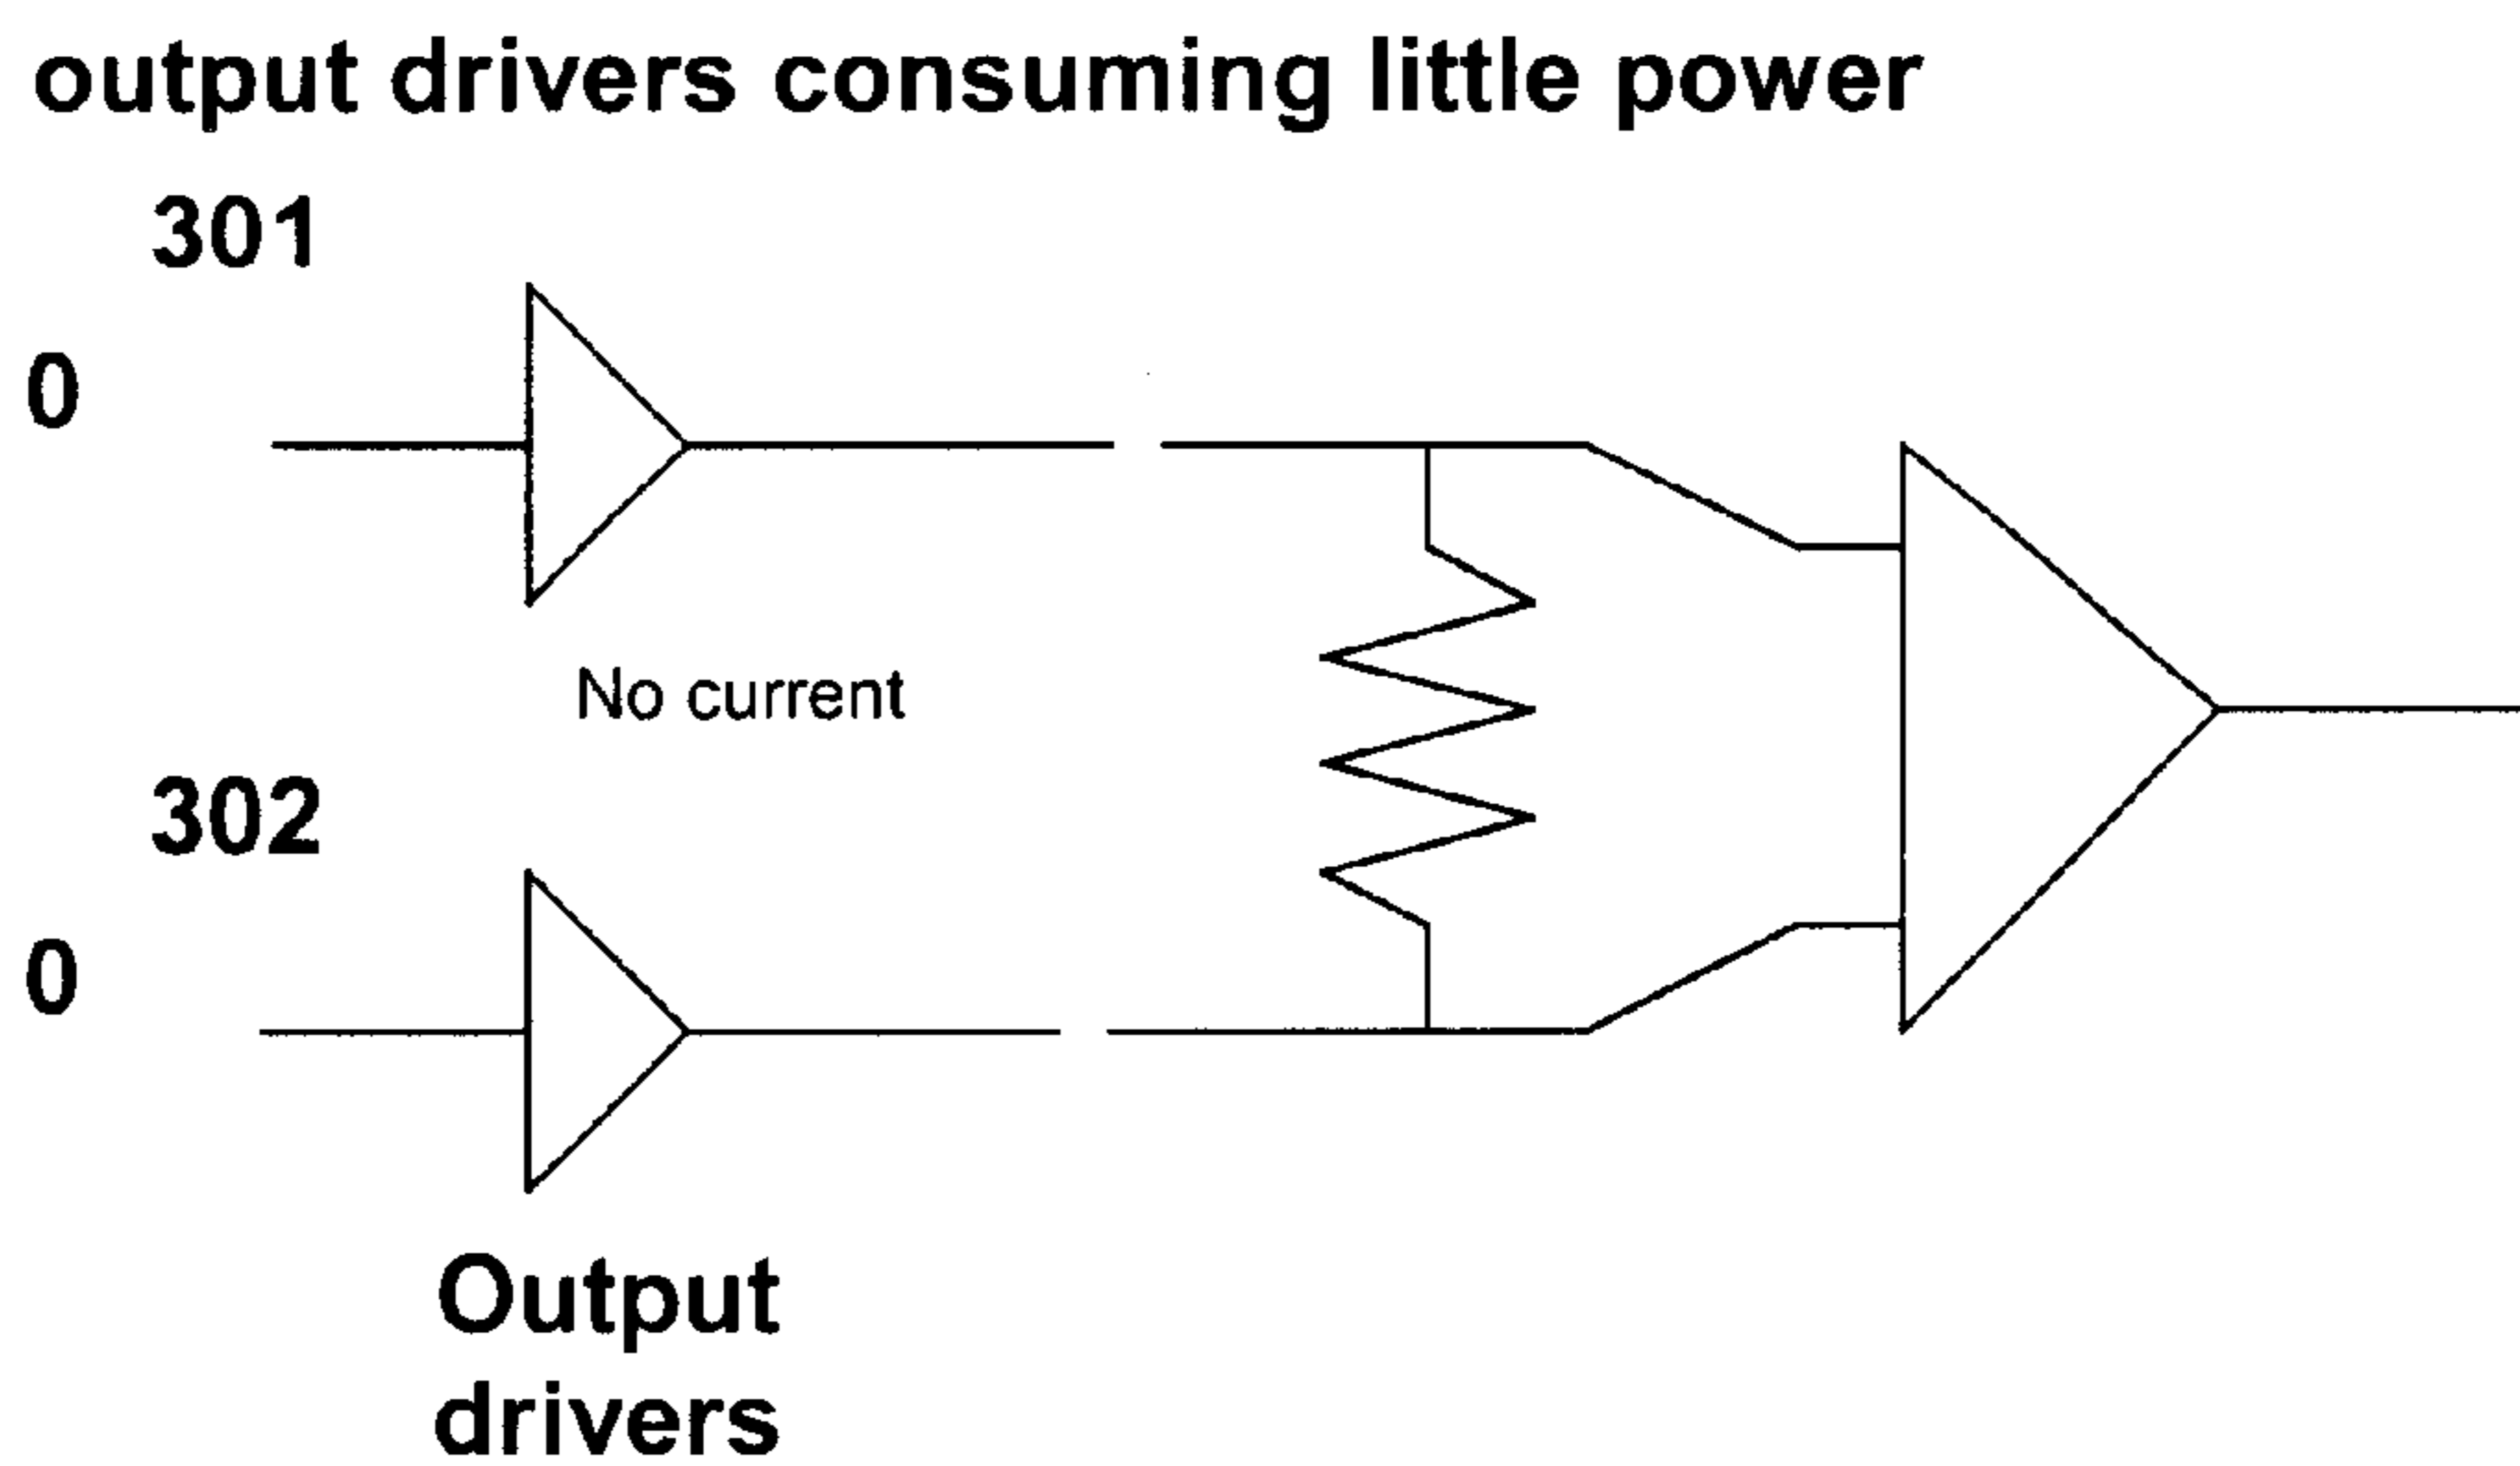 output drivers consuming little power
301
0
No current
302
0
Output
drivers